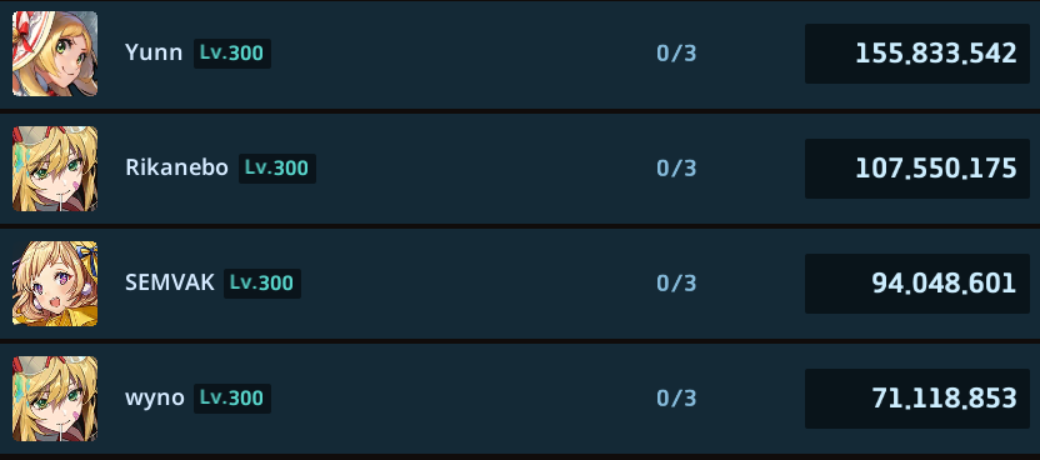 Yunn Lv.300 0/3 155.833.542
Rikanebo Lv.300 0/3 107.550.175
SEMVAK Lv.300 0/3 94.048.601
wyno Lv.300 0/3 71.118.853